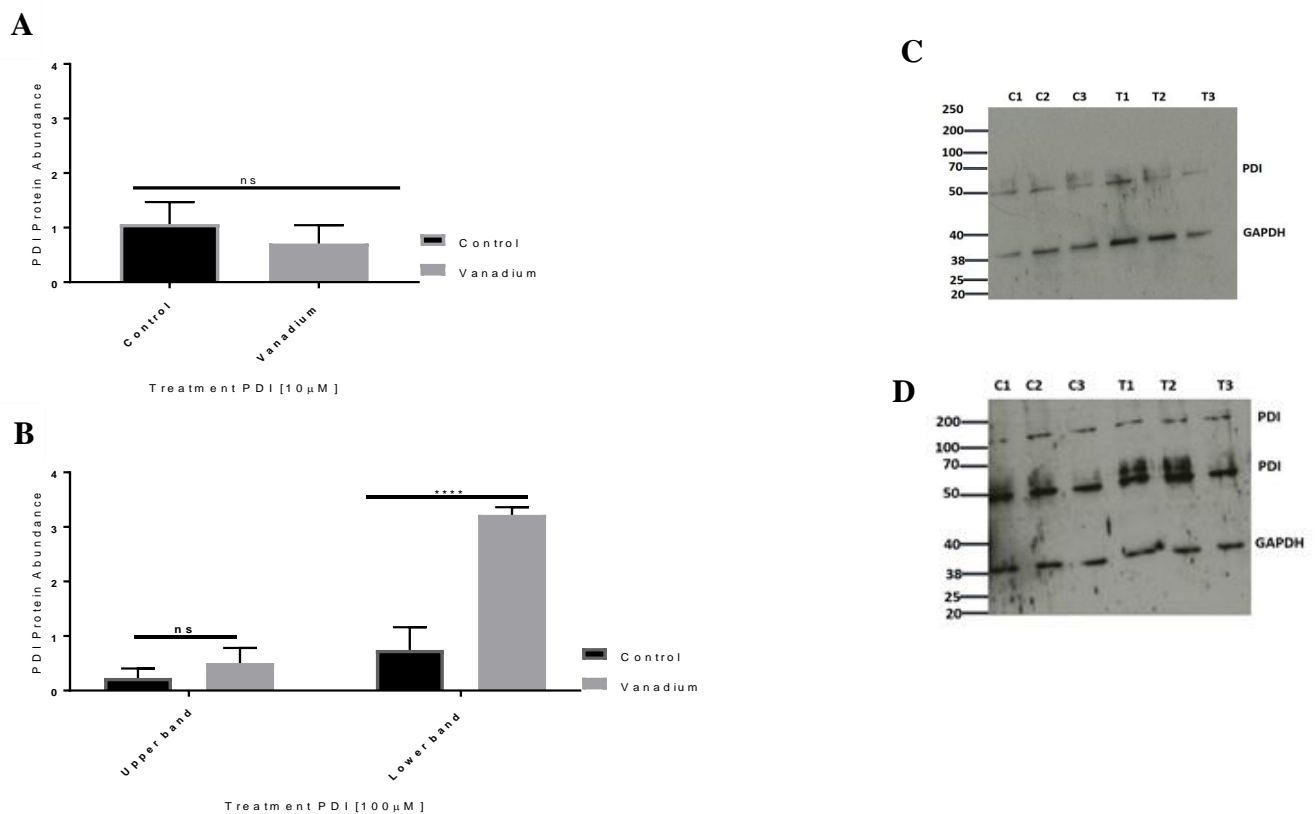 A
4
3
2
1
0
PDI Protein Abundance
ns
Control
Vanadium
Control
Vanadium
Treatment PDI [10µM]
B
4
3
2
1
0
PDI Protein Abundance
ns
****
Control
Vanadium
Upper band
Lower band
Treatment PDI [100µM]
C
C1 C2 C3 T1 T2 T3
250
200
100
70
50
40
38
25
20
PDI
GAPDH
D
C1 C2 C3 T1 T2 T3
200
100
70
50
40
38
25
20
PDI
PDI
GAPDH